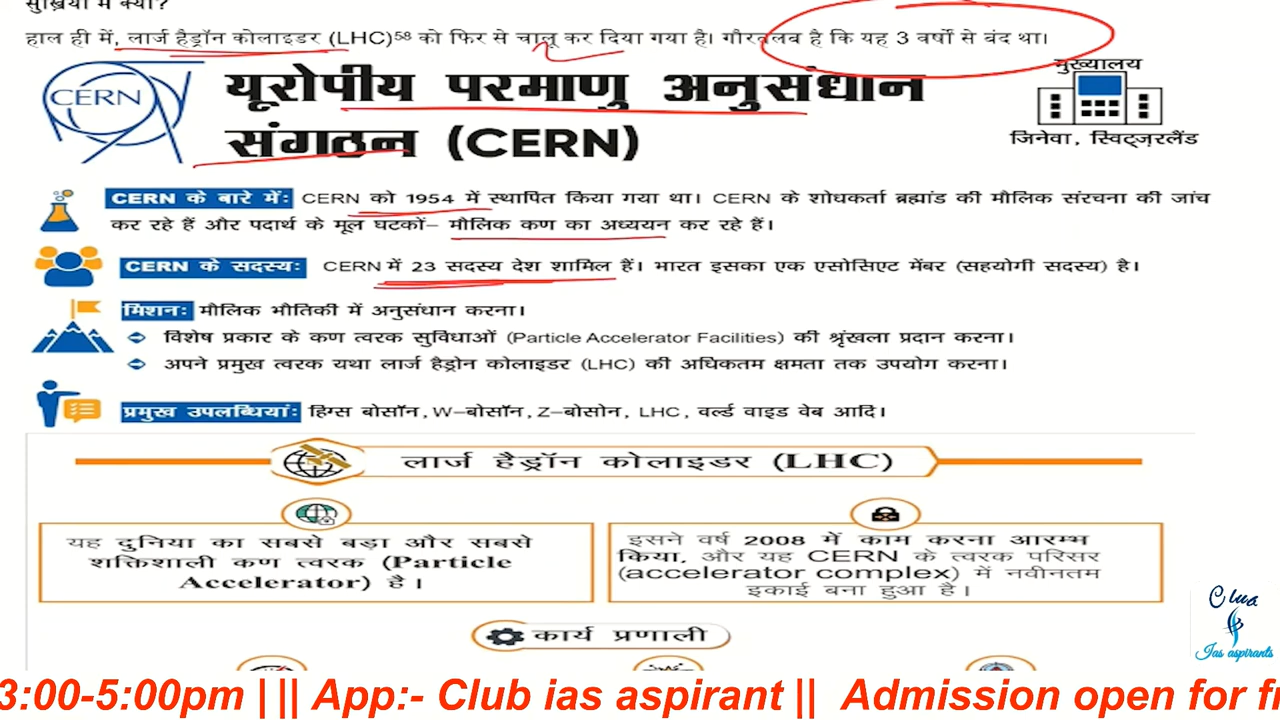 सुर्ख़ियों में क्यों?
हाल ही में, लार्ज हैड्रॉन कोलाइडर (LHC)⁵⁸ को फिर से चालू कर दिया गया है। गौरतलब है कि यह 3 वर्षों से बंद था।
CERN
यूरोपीय परमाणु अनुसंधान
संगठन (CERN)
मुख्यालय
जिनेवा, स्विट्ज़रलैंड
CERN के बारे में: CERN को 1954 में स्थापित किया गया था। CERN के शोधकर्ता ब्रह्मांड की मौलिक संरचना की जांच
कर रहे हैं और पदार्थ के मूल घटकों– मौलिक कण का अध्ययन कर रहे हैं।
CERN के सदस्य: CERN में 23 सदस्य देश शामिल हैं। भारत इसका एक एसोसिएट मेंबर (सहयोगी सदस्य) है।
मिशन: मौलिक भौतिकी में अनुसंधान करना।
विशेष प्रकार के कण त्वरक सुविधाओं (Particle Accelerator Facilities) की श्रृंखला प्रदान करना।
अपने प्रमुख त्वरक यथा लार्ज हैड्रोन कोलाइडर (LHC) की अधिकतम क्षमता तक उपयोग करना।
प्रमुख उपलब्धियां: हिग्स बोसॉन, W–बोसॉन, Z–बोसोन, LHC, वर्ल्ड वाइड वेब आदि।
लार्ज हैड्रॉन कोलाइडर (LHC)
यह दुनिया का सबसे बड़ा और सबसे
शक्तिशाली कण त्वरक (Particle
Accelerator) है।
इसने वर्ष 2008 में काम करना आरम्भ
किया, और यह CERN के त्वरक परिसर
(accelerator complex) में नवीनतम
इकाई बना हुआ है।
कार्य प्रणाली
Club
Ias aspirants
3:00-5:00pm | || App:- Club ias aspirant || Admission open for